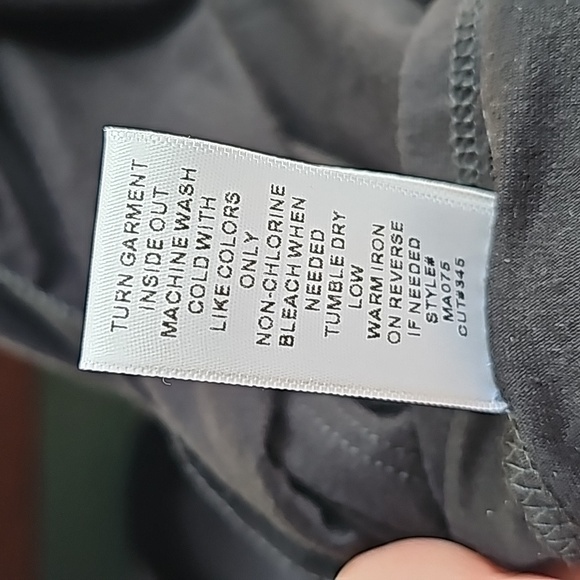 TURN GARMENT
INSIDE OUT
MACHINE WASH
COLD WITH
LIKE COLORS
ONLY
NON-CHLORINE
BLEACH WHEN
NEEDED
TUMBLE DRY
LOW
WARM IRON
ON REVERSE
IF NEEDED
STYLE#
MA075
CUT#345